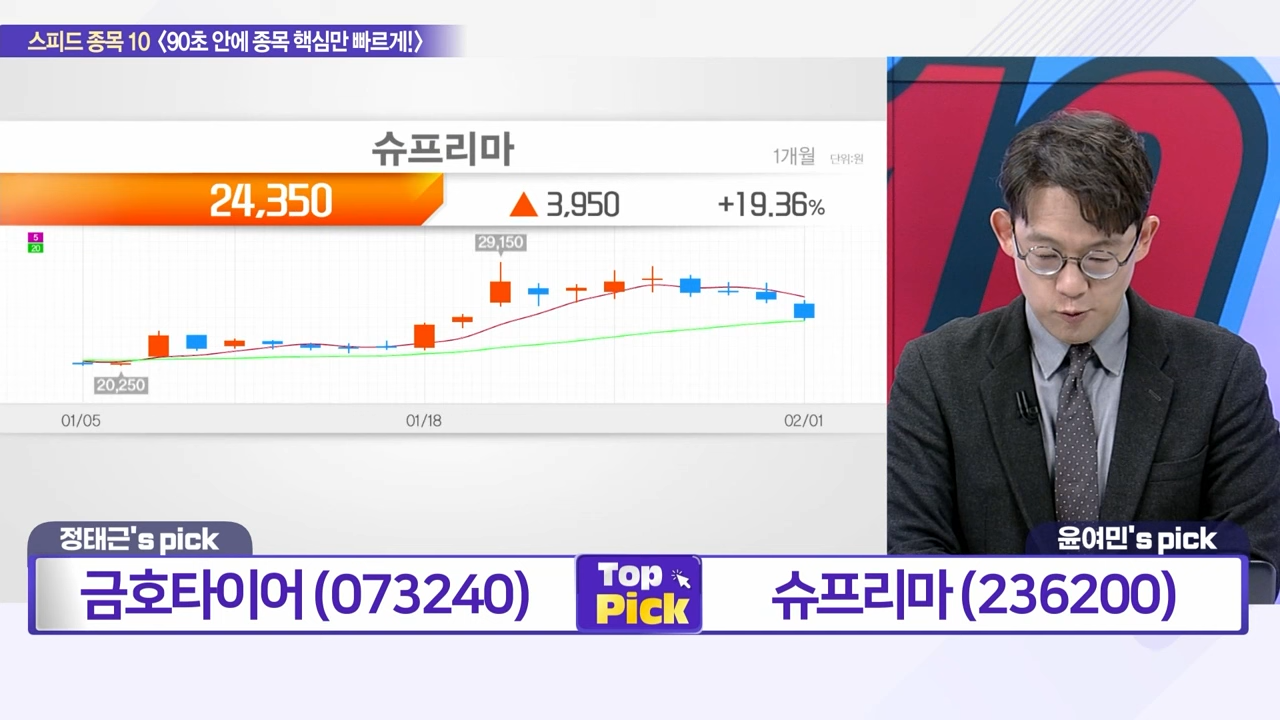 스피드 종목 10 〈90초 안에 종목 핵심만 빠르게!〉
슈프리마
1개월 단위:원
24,350 ▲ 3,950 +19.36%
5
20
29,150
20,250
01/05 01/18 02/01
정태근's pick
윤여민's pick
금호타이어 (073240)
Top
Pick
슈프리마 (236200)